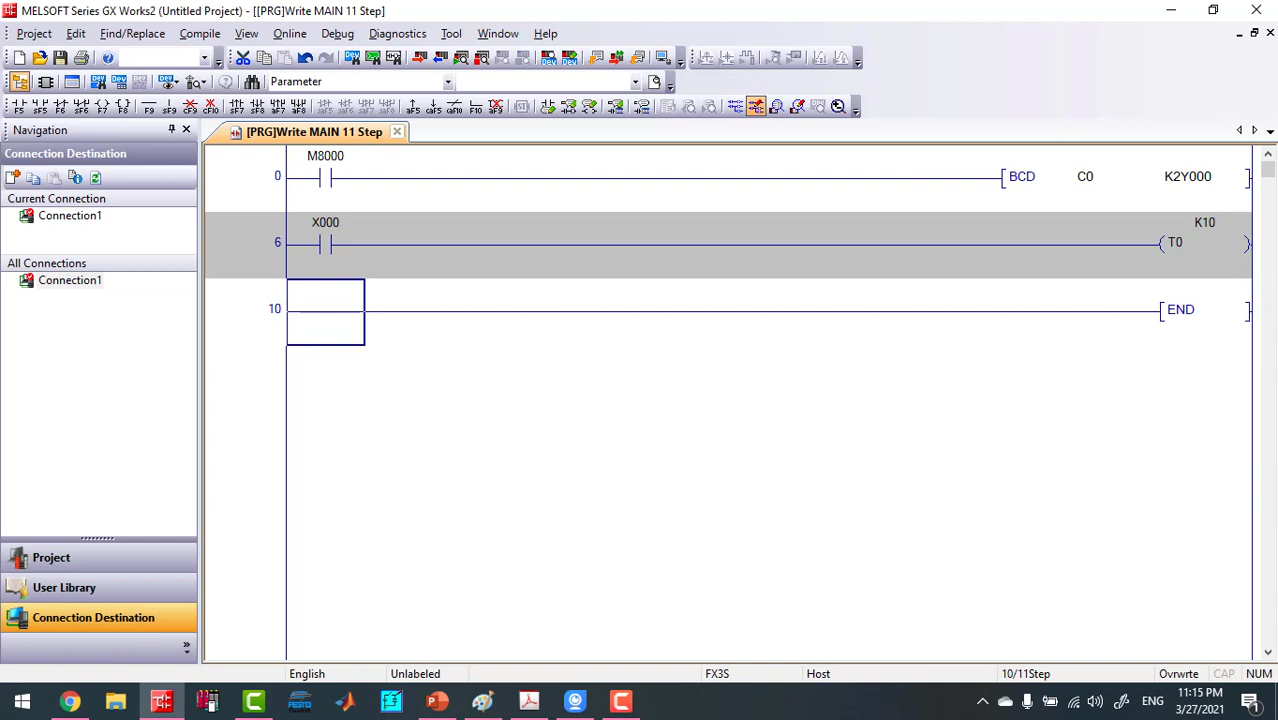 MELSOFT Series GX Works2 (Untitled Project) - [[PRG]Write MAIN 11 Step]
Project Edit Find/Replace Compile View Online Debug Diagnostics Tool Window Help
Parameter
Navigation
[PRG]Write MAIN 11 Step
Connection Destination
Current Connection
Connection1
All Connections
Connection1
M8000
0 BCD C0 K2Y000
X000 K10
6 T0
10 END
Project
User Library
Connection Destination
English Unlabeled FX3S Host 10/11Step Ovrwrte CAP NUM
ENG
11:15 PM
3/27/2021